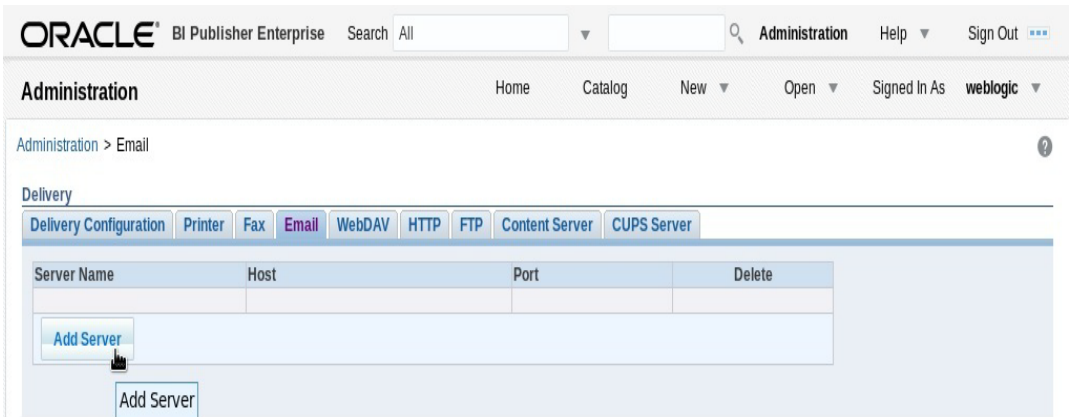 ORACLE® BI Publisher Enterprise Search All Administration Help Sign Out
Administration Home Catalog New Open Signed In As weblogic
Administration > Email
Delivery
Delivery Configuration Printer Fax Email WebDAV HTTP FTP Content Server CUPS Server
Server Name Host Port Delete
Add Server
Add Server